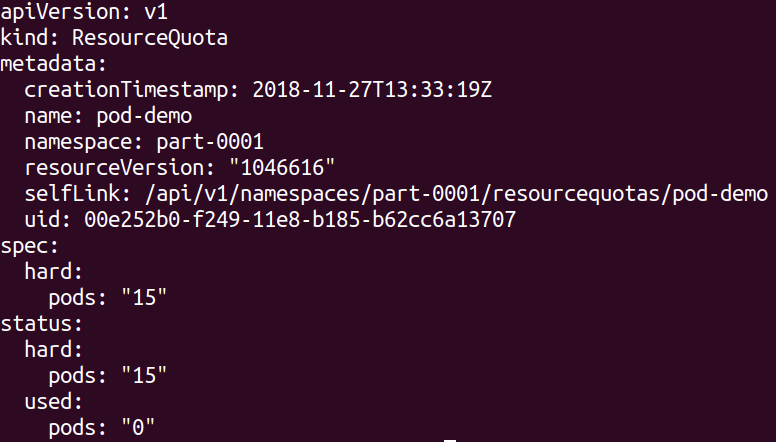 apiVersion: v1
kind: ResourceQuota
metadata:
  creationTimestamp: 2018-11-27T13:33:19Z
  name: pod-demo
  namespace: part-0001
  resourceVersion: "1046616"
  selfLink: /api/v1/namespaces/part-0001/resourcequotas/pod-demo
  uid: 00e252b0-f249-11e8-b185-b62cc6a13707
spec:
  hard:
    pods: "15"
status:
  hard:
    pods: "15"
  used:
    pods: "0"